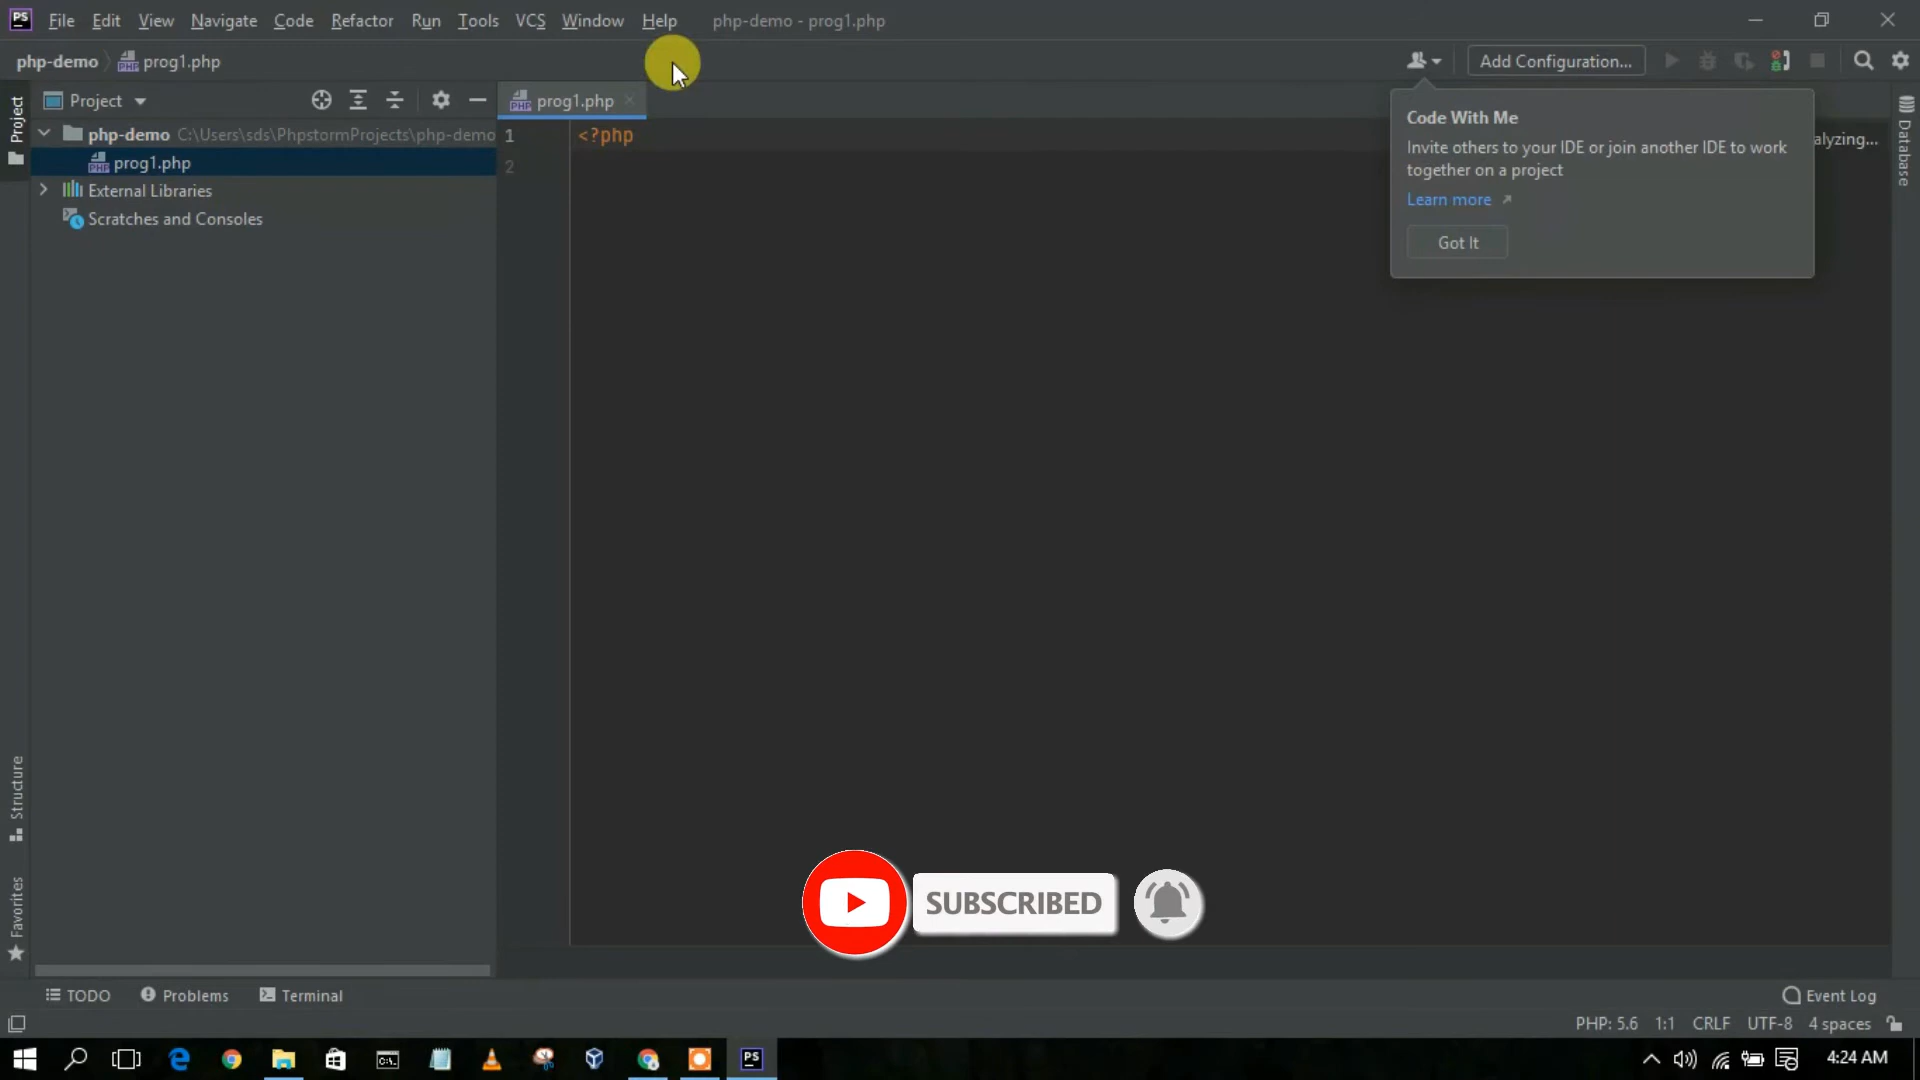 PS File Edit View Navigate Code Refactor Run Tools VCS Window Help php-demo - prog1.php
php-demo prog1.php Add Configuration...
Project
Project
prog1.php
php-demo C:\Users\sds\PhpstormProjects\php-demo
prog1.php
External Libraries
Scratches and Consoles
1 <?php
2
Code With Me
Invite others to your IDE or join another IDE to work
together on a project
Learn more
Got It
alyzing...
Database
Structure
Favorites
SUBSCRIBED
TODO Problems Terminal Event Log
PHP: 5.6 1:1 CRLF UTF-8 4 spaces
PS
4:24 AM